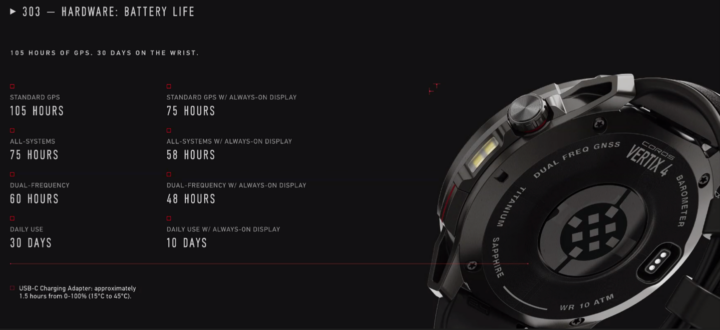 303 — HARDWARE: BATTERY LIFE
105 HOURS OF GPS. 30 DAYS ON THE WRIST.
STANDARD GPS
105 HOURS
STANDARD GPS W/ ALWAYS-ON DISPLAY
75 HOURS
ALL-SYSTEMS
75 HOURS
ALL-SYSTEMS W/ ALWAYS-ON DISPLAY
58 HOURS
DUAL-FREQUENCY
60 HOURS
DUAL-FREQUENCY W/ ALWAYS-ON DISPLAY
48 HOURS
DAILY USE
30 DAYS
DAILY USE W/ ALWAYS-ON DISPLAY
10 DAYS
USB-C Charging Adapter: approximately
1.5 hours from 0-100% (15°C to 45°C).
COROS
VERTIX 4
DUAL FREQ GNSS
BAROMETER
TITANIUM
SAPPHIRE
WR 10 ATM